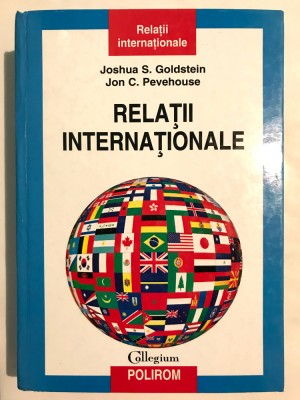 Relații
internaționale
Joshua S. Goldstein
Jon C. Pevehouse
RELAȚII
INTERNAȚIONALE
Collegium
POLIROM